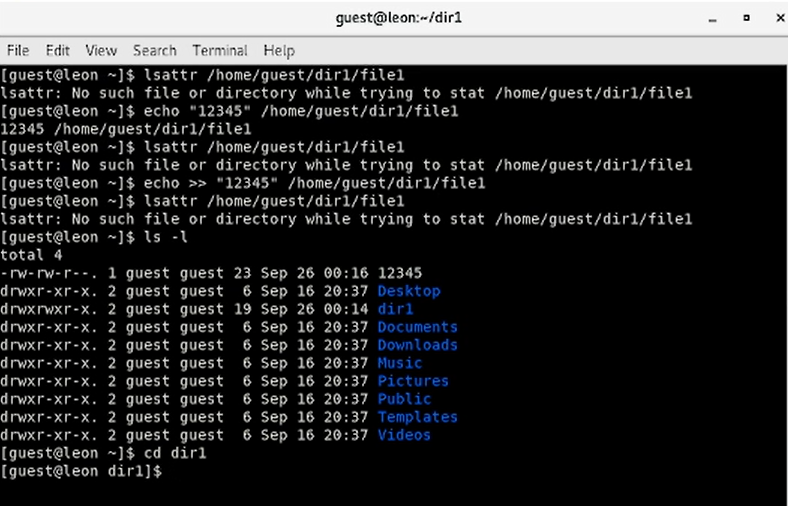 guest@leon:~/dir1
File Edit View Search Terminal Help
[guest@leon ~]$ lsattr /home/guest/dir1/file1
lsattr: No such file or directory while trying to stat /home/guest/dir1/file1
[guest@leon ~]$ echo "12345" /home/guest/dir1/file1
12345 /home/guest/dir1/file1
[guest@leon ~]$ lsattr /home/guest/dir1/file1
lsattr: No such file or directory while trying to stat /home/guest/dir1/file1
[guest@leon ~]$ echo >> "12345" /home/guest/dir1/file1
[guest@leon ~]$ lsattr /home/guest/dir1/file1
lsattr: No such file or directory while trying to stat /home/guest/dir1/file1
[guest@leon ~]$ ls -l
total 4
-rw-rw-r--. 1 guest guest 23 Sep 26 00:16 12345
drwxr-xr-x. 2 guest guest  6 Sep 16 20:37 Desktop
drwxrwxr-x. 2 guest guest 19 Sep 26 00:14 dir1
drwxr-xr-x. 2 guest guest  6 Sep 16 20:37 Documents
drwxr-xr-x. 2 guest guest  6 Sep 16 20:37 Downloads
drwxr-xr-x. 2 guest guest  6 Sep 16 20:37 Music
drwxr-xr-x. 2 guest guest  6 Sep 16 20:37 Pictures
drwxr-xr-x. 2 guest guest  6 Sep 16 20:37 Public
drwxr-xr-x. 2 guest guest  6 Sep 16 20:37 Templates
drwxr-xr-x. 2 guest guest  6 Sep 16 20:37 Videos
[guest@leon ~]$ cd dir1
[guest@leon dir1]$